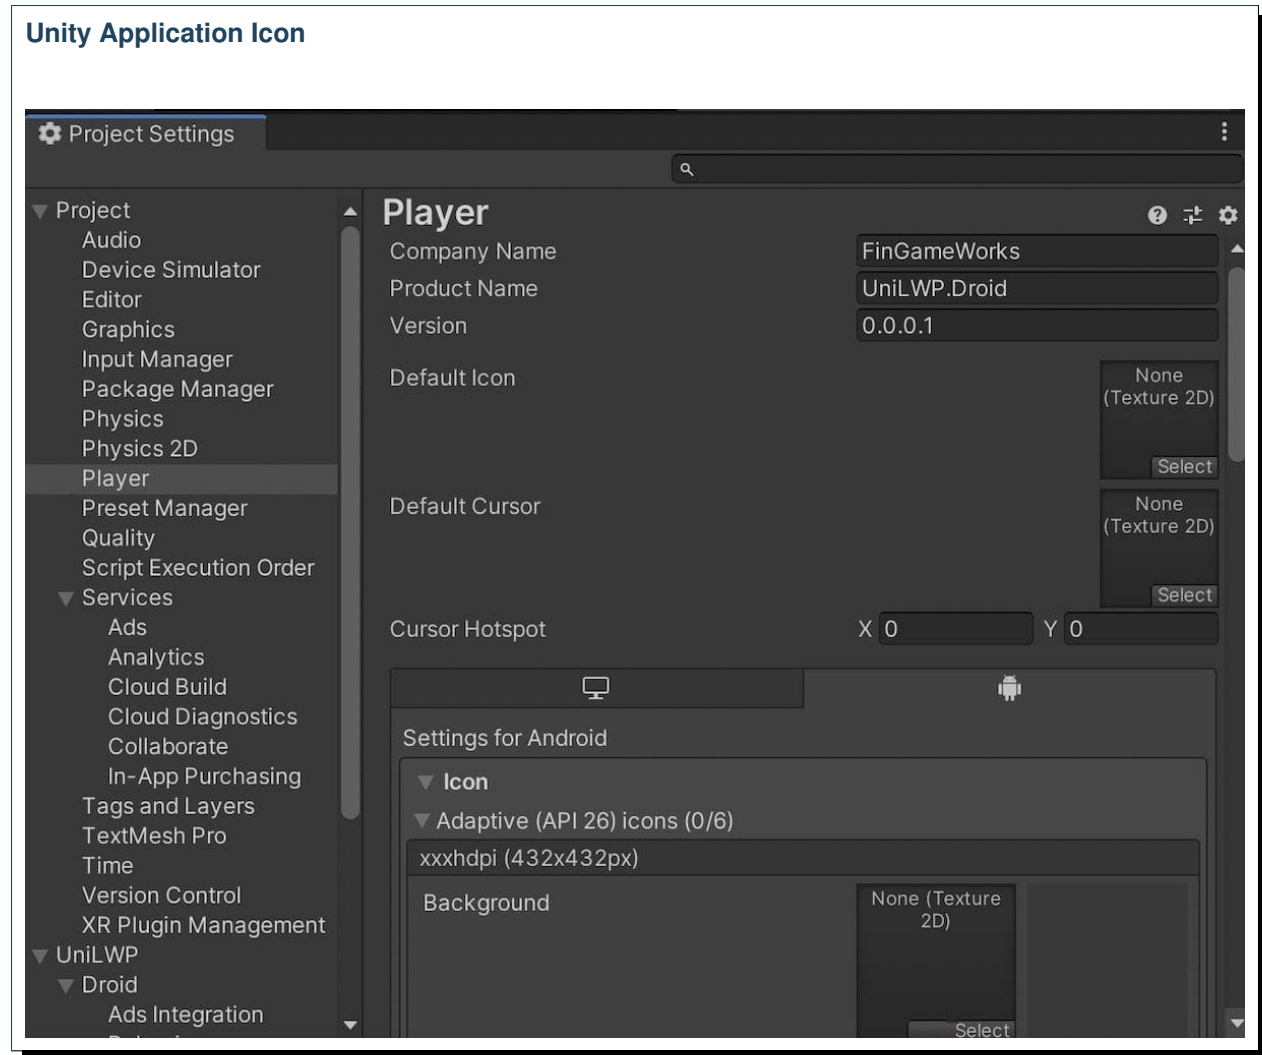 Unity Application Icon
Project Settings
Project
Audio
Device Simulator
Editor
Graphics
Input Manager
Package Manager
Physics
Physics 2D
Player
Preset Manager
Quality
Script Execution Order
Services
Ads
Analytics
Cloud Build
Cloud Diagnostics
Collaborate
In-App Purchasing
Tags and Layers
TextMesh Pro
Time
Version Control
XR Plugin Management
UniLWP
Droid
Ads Integration
Player
Company Name
FinGameWorks
Product Name
UniLWP.Droid
Version
0.0.0.1
Default Icon
None
(Texture 2D)
Select
Default Cursor
None
(Texture 2D)
Select
Cursor Hotspot
X 0
Y 0
Settings for Android
Icon
Adaptive (API 26) icons (0/6)
xxxhdpi (432x432px)
Background
None (Texture
2D)
Select